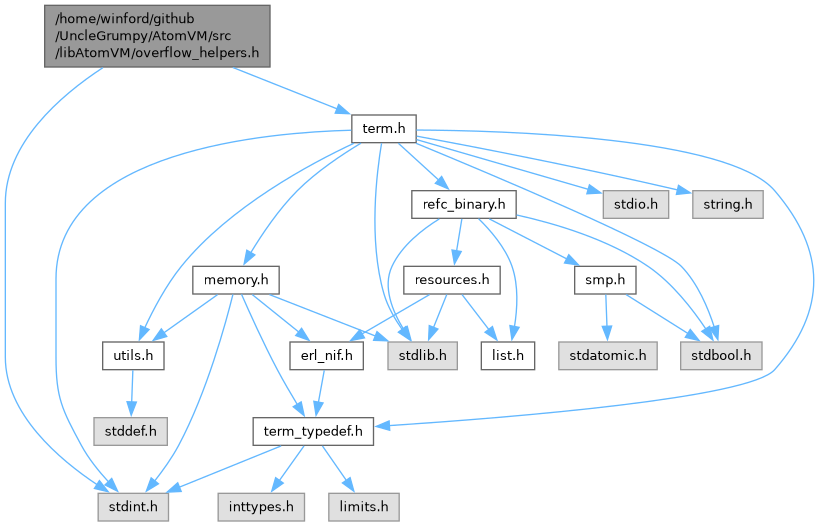 /home/winford/github
/UncleGrumpy/AtomVM/src
/libAtomVM/overflow_helpers.h
term.h
refc_binary.h
stdio.h
string.h
memory.h
resources.h
smp.h
utils.h
erl_nif.h
stdlib.h
list.h
stdatomic.h
stdbool.h
stddef.h
term_typedef.h
stdint.h
inttypes.h
limits.h